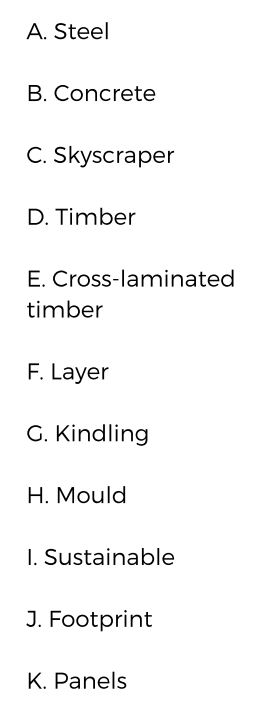 A. Steel
B. Concrete
C. Skyscraper
D. Timber
E. Cross-laminated
timber
F. Layer
G. Kindling
H. Mould
I. Sustainable
J. Footprint
K. Panels